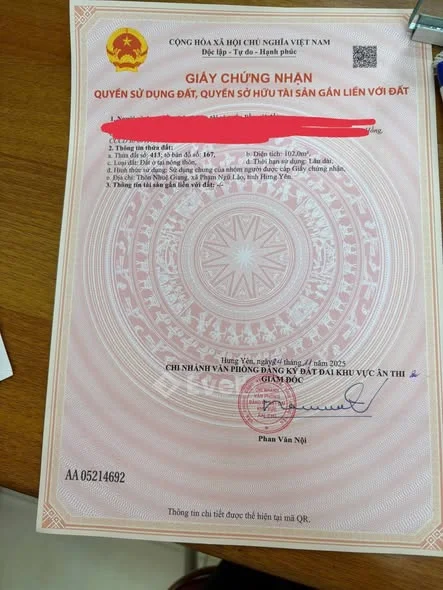 CỘNG HÒA XÃ HỘI CHỦ NGHĨA VIỆT NAM
Độc lập - Tự do - Hạnh phúc
GIẤY CHỨNG NHẬN
QUYỀN SỬ DỤNG ĐẤT, QUYỀN SỞ HỮU TÀI SẢN GẮN LIỀN VỚI ĐẤT
2. Thông tin thửa đất:
a. Thửa đất số: 415; tờ bản đồ số: 167, b. Diện tích: 102,0m²,
c. Loại đất: Đất ở tại nông thôn, d. Thời hạn sử dụng: Lâu dài,
đ. Hình thức sử dụng: Sử dụng chung của nhóm người được cấp Giấy chứng nhận,
e. Địa chỉ: Thôn Nhuệ Giang, xã Phạm Ngũ Lão, tỉnh Hưng Yên.
3. Thông tin tài sản gắn liền với đất: -/-
Hưng Yên, ngày tháng 11 năm 2025
CHI NHÁNH VĂN PHÒNG ĐĂNG KÝ ĐẤT ĐAI KHU VỰC ÂN THI
GIÁM ĐỐC
Phan Văn Nội
AA 05214692
Thông tin chi tiết được thể hiện tại mã QR.